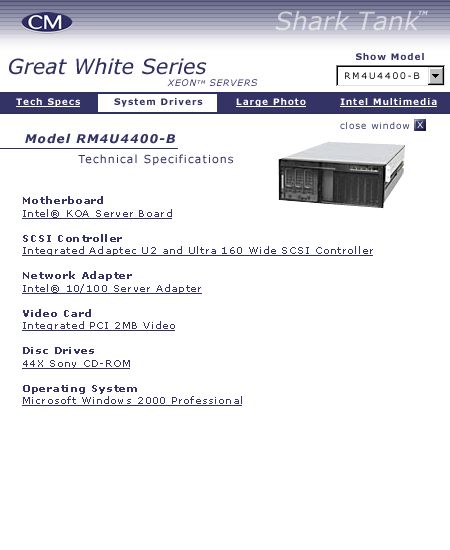 CM
Shark Tank™
Great White Series
XEON™ SERVERS
Show Model
RM4U4400-B
Tech Specs System Drivers Large Photo Intel Multimedia
close window X
Model RM4U4400-B
Technical Specifications
Motherboard
Intel® KOA Server Board
SCSI Controller
Integrated Adaptec U2 and Ultra 160 Wide SCSI Controller
Network Adapter
Intel® 10/100 Server Adapter
Video Card
Integrated PCI 2MB Video
Disc Drives
44X Sony CD-ROM
Operating System
Microsoft Windows 2000 Professional